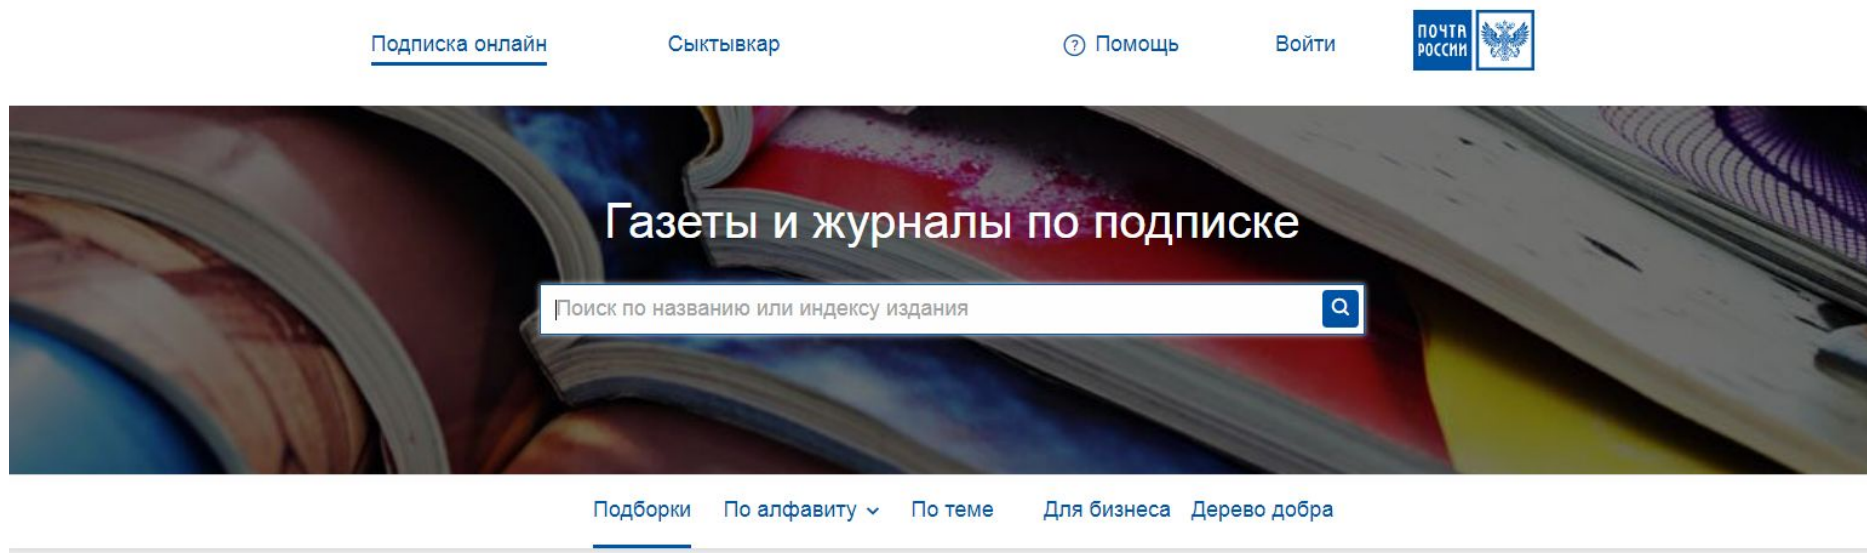 Подписка онлайн Сыктывкар Помощь Войти
ПОЧТА
РОССИИ
Газеты и журналы по подписке
Поиск по названию или индексу издания
Подборки По алфавиту По теме Для бизнеса Дерево добра